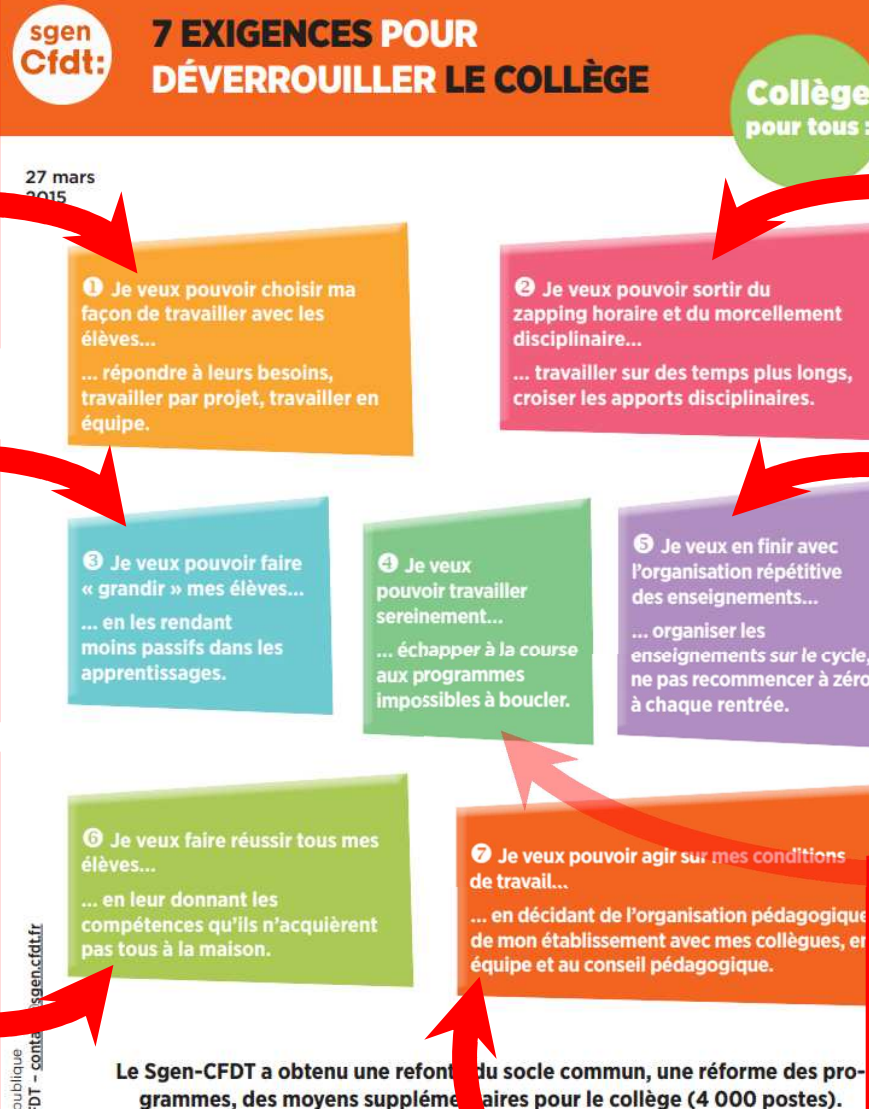 sgen
Cfdt:
7 EXIGENCES POUR
DÉVERROUILLER LE COLLÈGE
Collège
pour tous :
27 mars
2015
❶ Je veux pouvoir choisir ma
façon de travailler avec les
élèves...
... répondre à leurs besoins,
travailler par projet, travailler en
équipe.
❷ Je veux pouvoir sortir du
zapping horaire et du morcellement
disciplinaire...
... travailler sur des temps plus longs,
croiser les apports disciplinaires.
❸ Je veux pouvoir faire
« grandir » mes élèves...
... en les rendant
moins passifs dans les
apprentissages.
❹ Je veux
pouvoir travailler
sereinement...
... échapper à la course
aux programmes
impossibles à boucler.
❺ Je veux en finir avec
l'organisation répétitive
des enseignements...
... organiser les
enseignements sur le cycle,
ne pas recommencer à zéro
à chaque rentrée.
❻ Je veux faire réussir tous mes
élèves...
... en leur donnant les
compétences qu'ils n'acquièrent
pas tous à la maison.
❼ Je veux pouvoir agir sur mes conditions
de travail...
... en décidant de l'organisation pédagogique
de mon établissement avec mes collègues, en
équipe et au conseil pédagogique.
publique
FDT – sgen.cfdt.fr
Le Sgen-CFDT a obtenu une refonte du socle commun, une réforme des pro-
grammes, des moyens supplémentaires pour le collège (4 000 postes).